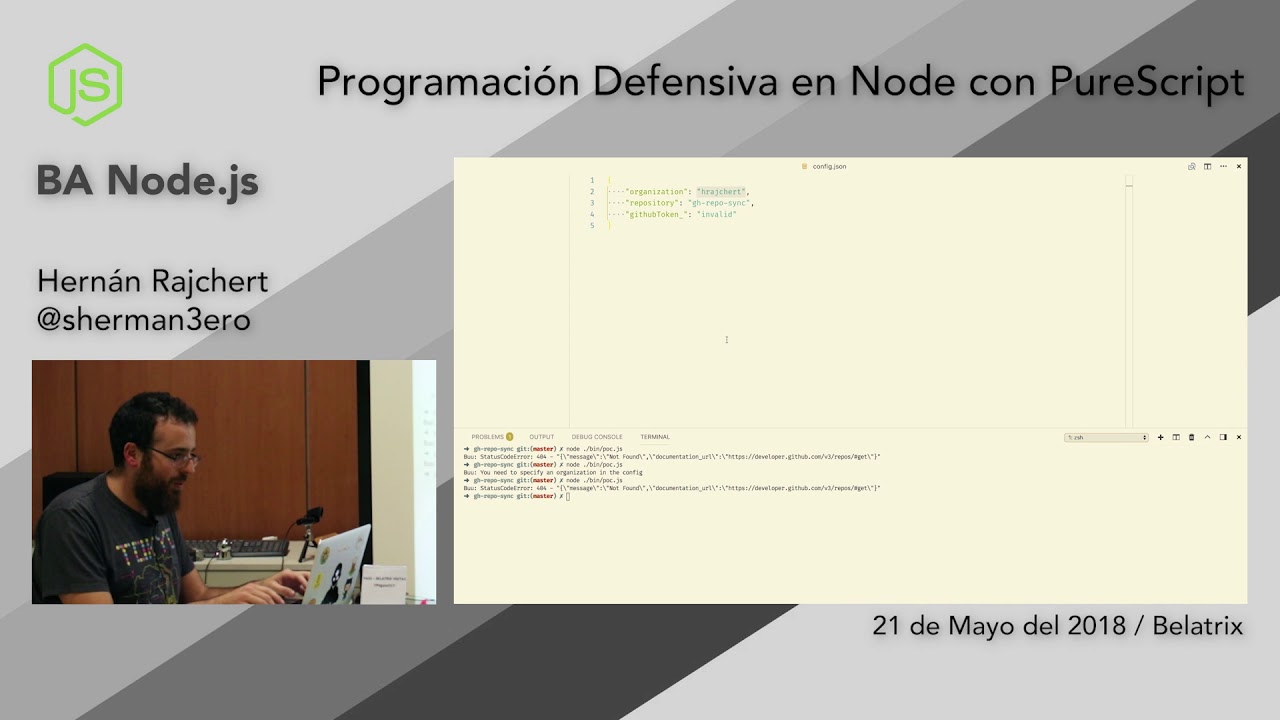 JS
Programación Defensiva en Node con PureScript
BA Node.js
Hernán Rajchert
@sherman3ero
config.json
1 {
2 ····"organization": "hrajchert",
3 ····"repository": "gh-repo-sync",
4 ····"githubToken_": "invalid"
5 }
PROBLEMS 1 OUTPUT DEBUG CONSOLE TERMINAL
1: zsh
➜ gh-repo-sync git:(master) ✗ node ./bin/poc.js
Buu: StatusCodeError: 404 - "{\"message\":\"Not Found\",\"documentation_url\":\"https://developer.github.com/v3/repos/#get\"}"
➜ gh-repo-sync git:(master) ✗ node ./bin/poc.js
Buu: You need to specify an organization in the config
➜ gh-repo-sync git:(master) ✗ node ./bin/poc.js
Buu: StatusCodeError: 404 - "{\"message\":\"Not Found\",\"documentation_url\":\"https://developer.github.com/v3/repos/#get\"}"
➜ gh-repo-sync git:(master) ✗
21 de Mayo del 2018 / Belatrix